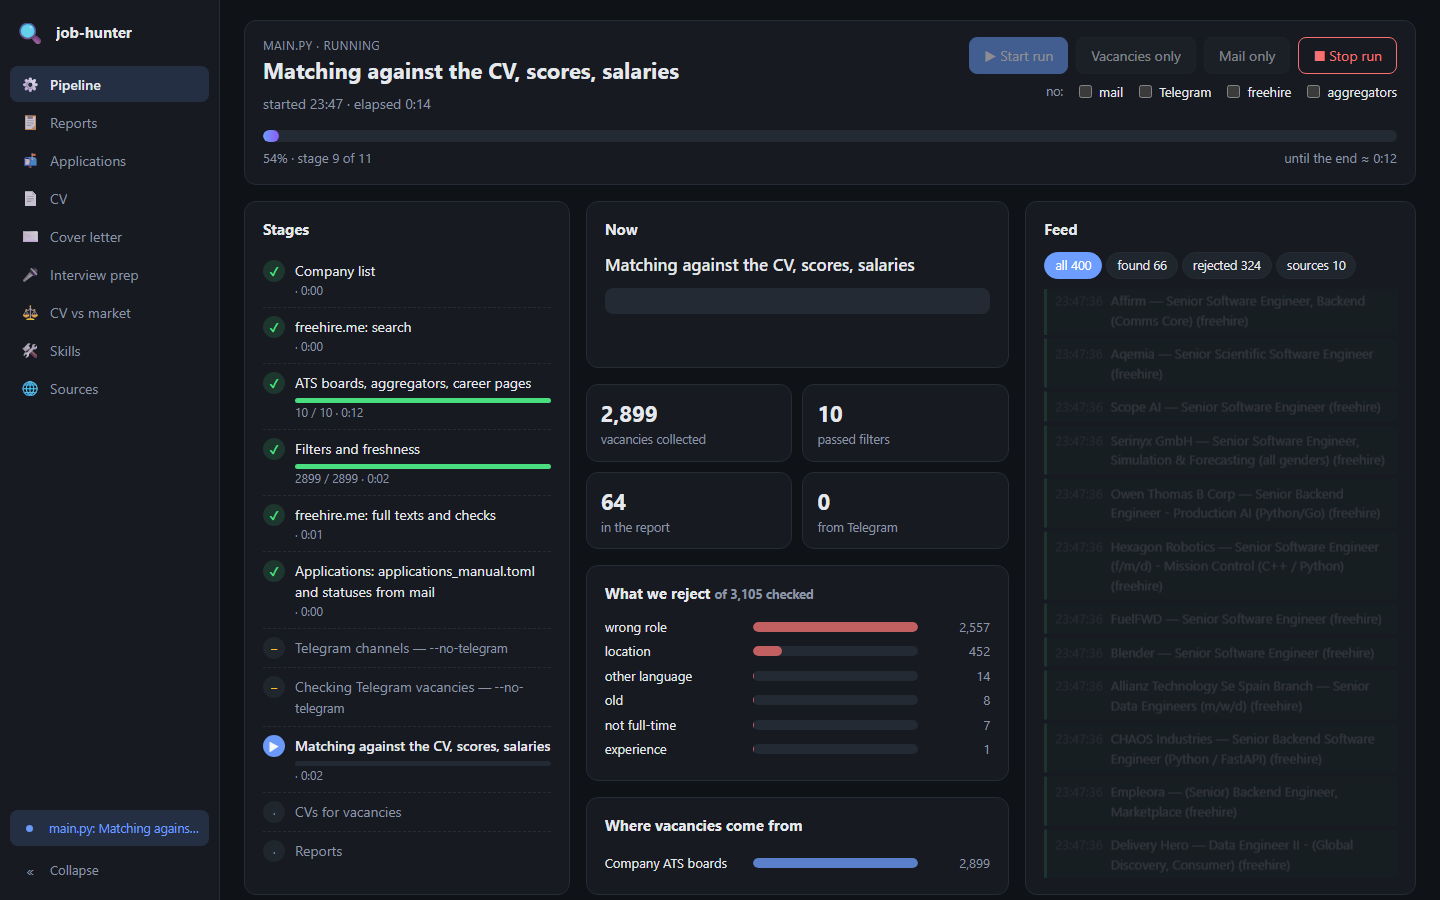 job-hunter
Pipeline
Reports
Applications
CV
Cover letter
Interview prep
CV vs market
Skills
Sources
main.py: Matching agains...
« Collapse
MAIN.PY · RUNNING
Matching against the CV, scores, salaries
started 23:47 · elapsed 0:14
▶ Start run
Vacancies only
Mail only
■ Stop run
no: mail Telegram freehire aggregators
54% · stage 9 of 11
until the end ≈ 0:12
Stages
Company list
· 0:00
freehire.me: search
· 0:00
ATS boards, aggregators, career pages
10 / 10 · 0:12
Filters and freshness
2899 / 2899 · 0:02
freehire.me: full texts and checks
· 0:01
Applications: applications_manual.toml
and statuses from mail
· 0:00
Telegram channels — --no-telegram
Checking Telegram vacancies — --no-
telegram
Matching against the CV, scores, salaries
· 0:02
CVs for vacancies
Reports
Now
Matching against the CV, scores, salaries
2,899
vacancies collected
10
passed filters
64
in the report
0
from Telegram
What we reject of 3,105 checked
wrong role 2,557
location 452
other language 14
old 8
not full-time 7
experience 1
Where vacancies come from
Company ATS boards 2,899
Feed
all 400
found 66
rejected 324
sources 10
23:47:36 Affirm — Senior Software Engineer, Backend
(Comms Core) (freehire)
23:47:36 Aqemia — Senior Scientific Software Engineer
(freehire)
23:47:36 Scope AI — Senior Software Engineer (freehire)
23:47:36 Serinyx GmbH — Senior Software Engineer,
Simulation & Forecasting (all genders) (freehire)
23:47:36 Owen Thomas B Corp — Senior Backend
Engineer - Production AI (Python/Go) (freehire)
23:47:36 Hexagon Robotics — Senior Software Engineer
(f/m/d) - Mission Control (C++ / Python)
(freehire)
23:47:36 FuelFWD — Senior Software Engineer (freehire)
23:47:36 Blender — Senior Software Engineer (freehire)
23:47:36 Allianz Technology Se Spain Branch — Senior
Data Engineers (m/w/d) (freehire)
23:47:36 CHAOS Industries — Senior Backend Software
Engineer (Python / FastAPI) (freehire)
23:47:36 Empleora — (Senior) Backend Engineer,
Marketplace (freehire)
23:47:36 Delivery Hero — Data Engineer II - (Global
Discovery, Consumer) (freehire)